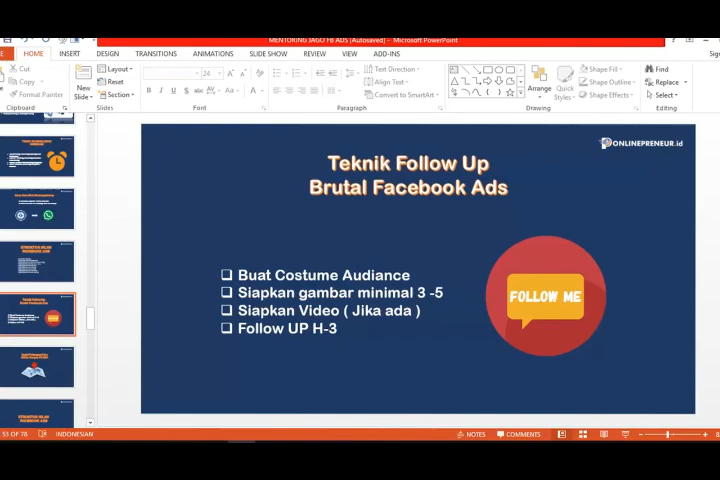 MENTORING JAGO FB ADS [Autosaved] - Microsoft PowerPoint
HOME INSERT DESIGN TRANSITIONS ANIMATIONS SLIDE SHOW REVIEW VIEW ADD-INS
Cut
Copy
Format Painter
Clipboard
New
Slide
Layout
Reset
Section
Slides
24
Font
Text Direction
Align Text
Convert to SmartArt
Paragraph
Arrange
Quick
Styles
Shape Fill
Shape Outline
Shape Effects
Drawing
Find
Replace
Select
Editing
ONLINEPRENEUR.id
Teknik Follow Up
Brutal Facebook Ads
Buat Costume Audiance
Siapkan gambar minimal 3 -5
Siapkan Video ( Jika ada )
Follow UP H-3
FOLLOW ME
53 OF 78 INDONESIAN
NOTES COMMENTS